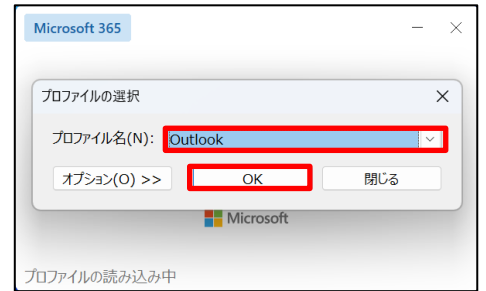 Microsoft 365
プロファイルの選択
プロファイル名(N): Outlook
オプション(O) >> OK 閉じる
Microsoft
プロファイルの読み込み中